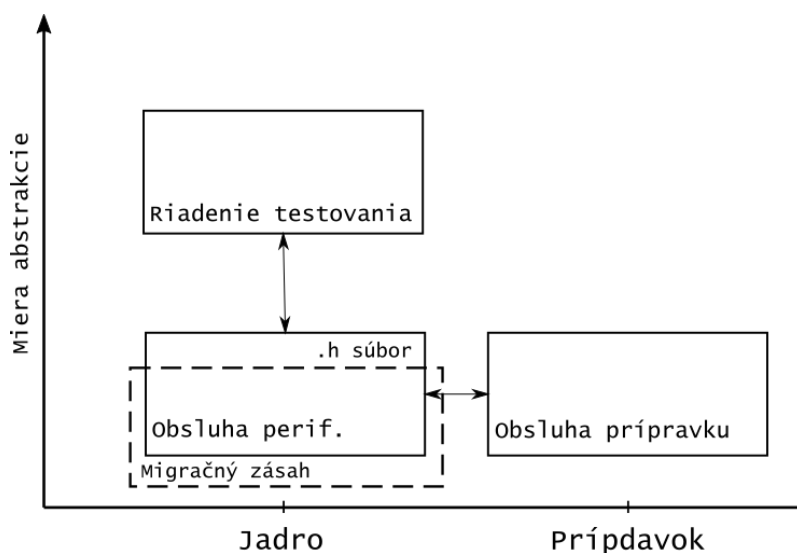 Miera abstrakcie
Riadenie testovania
.h súbor
Obsluha perif.
Obsluha prípravku
Migračný zásah
Jadro
Prípdavok